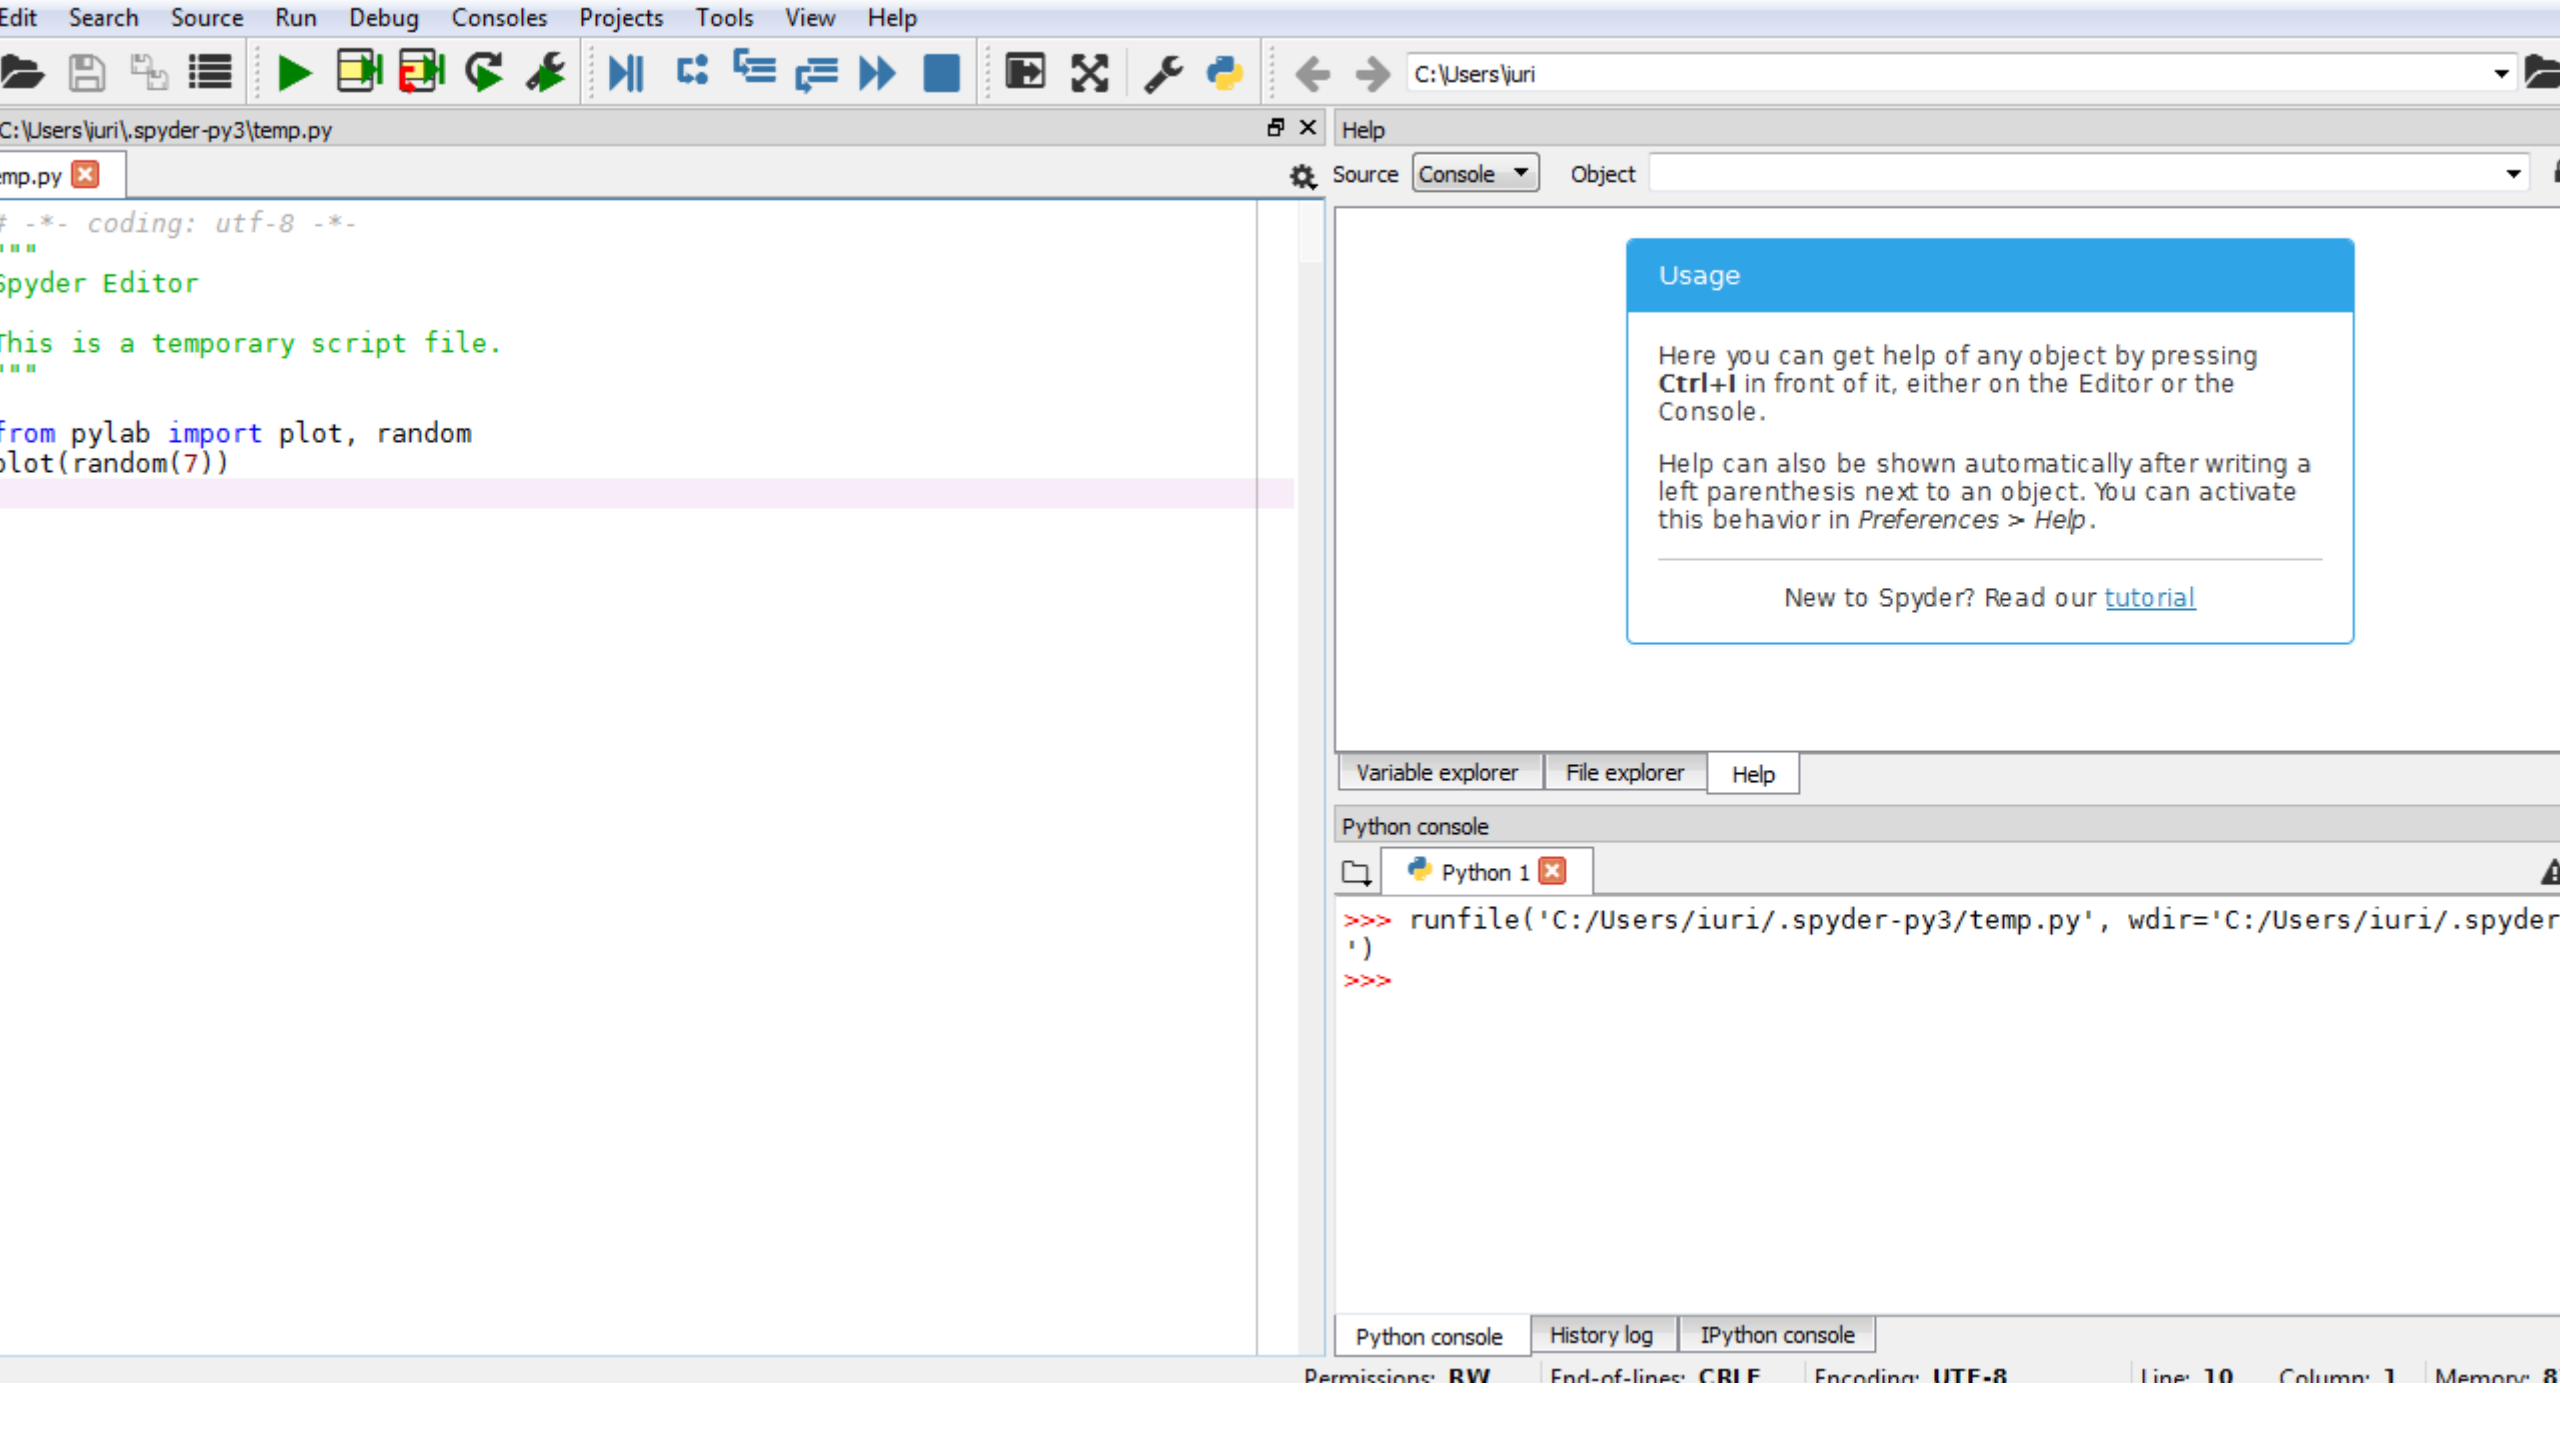 Edit Search Source Run Debug Consoles Projects Tools View Help
C:\Users\iuri
C:\Users\iuri\.spyder-py3\temp.py
emp.py
# -*- coding: utf-8 -*-
"""
Spyder Editor
This is a temporary script file.
"""
from pylab import plot, random
plot(random(7))
Help
Source Console Object
Usage
Here you can get help of any object by pressing
Ctrl+I in front of it, either on the Editor or the
Console.
Help can also be shown automatically after writing a
left parenthesis next to an object. You can activate
this behavior in Preferences > Help.
New to Spyder? Read our tutorial
Variable explorer File explorer Help
Python console
Python 1
>>> runfile('C:/Users/iuri/.spyder-py3/temp.py', wdir='C:/Users/iuri/.spyder
')
>>>
Python console History log IPython console
Permissions: RW End-of-lines: CRLF Encoding: UTF-8 Line: 10 Column: 1 Memory: 8